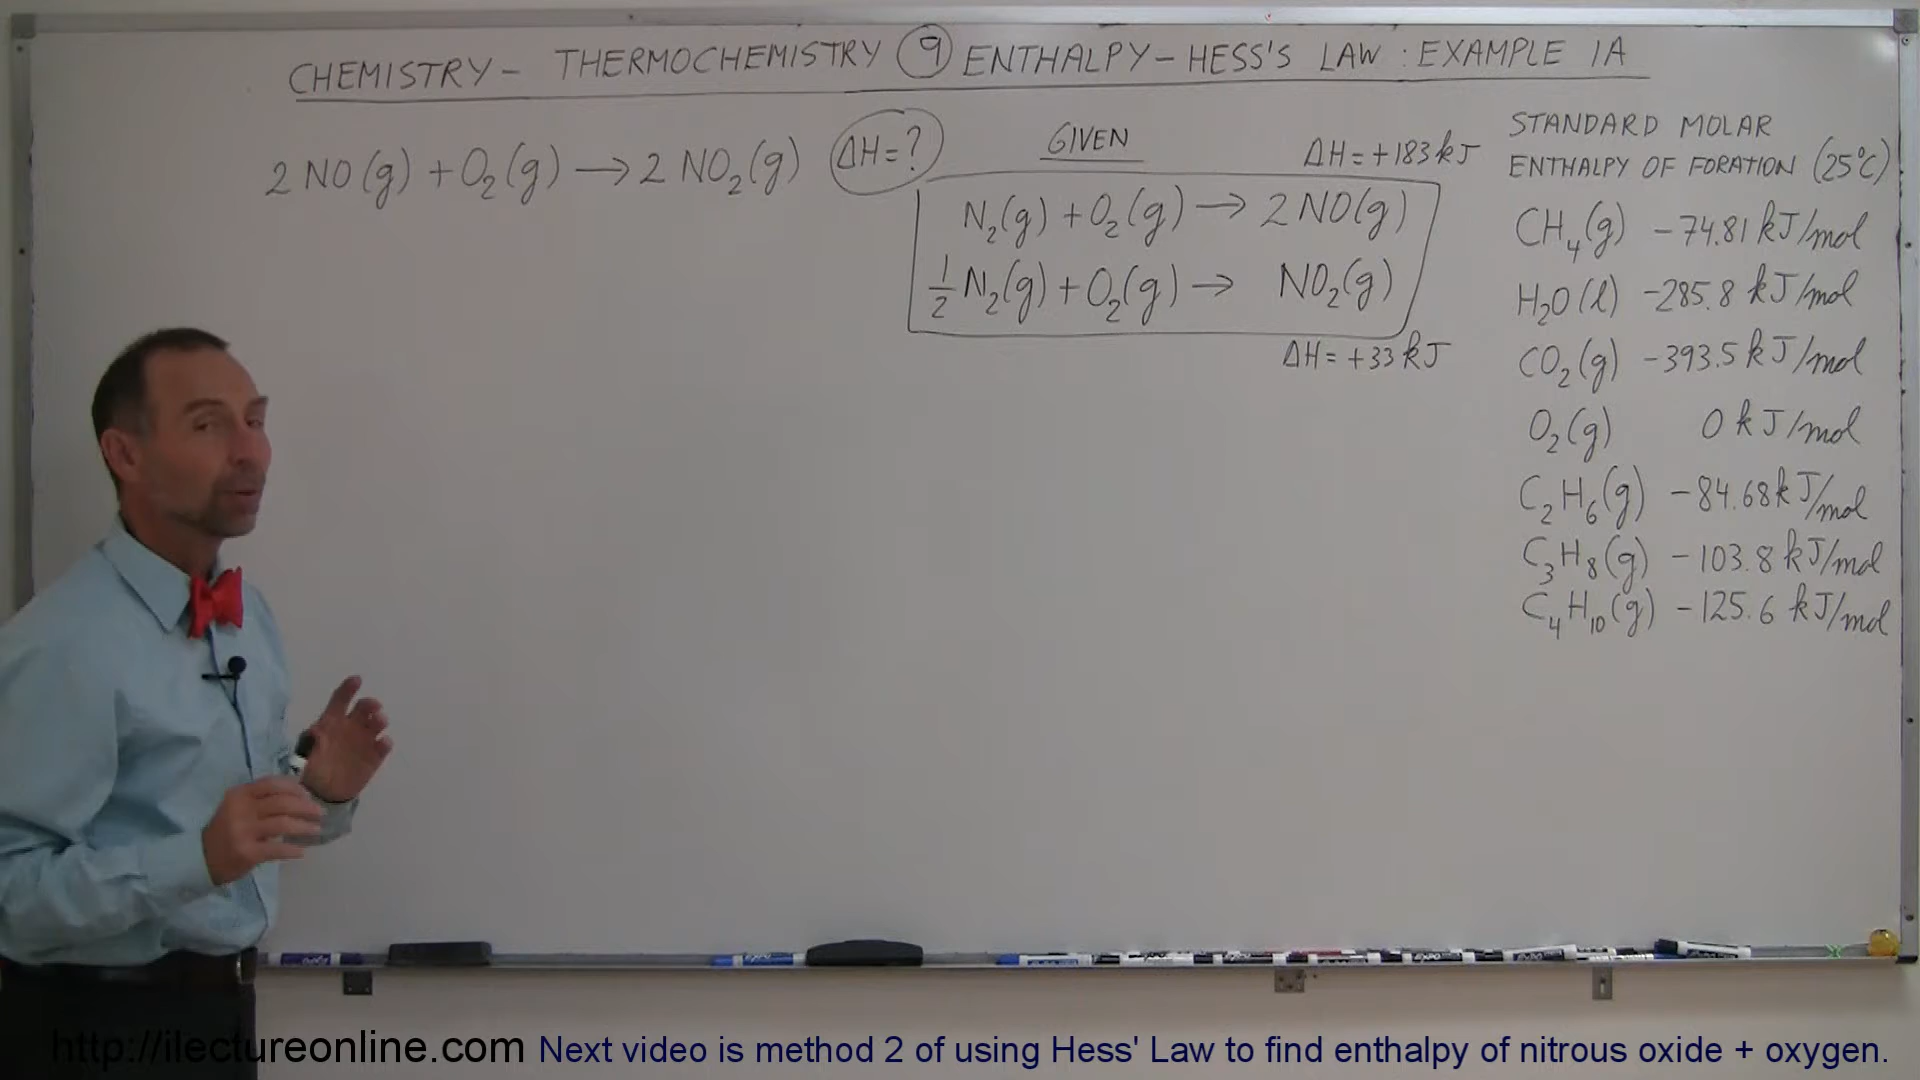 CHEMISTRY – THERMOCHEMISTRY 9 ENTHALPY – HESS'S LAW : EXAMPLE 1A
2 NO(g) + O₂(g) → 2 NO₂(g) ΔH = ?
GIVEN
ΔH = +183 kJ
N₂(g) + O₂(g) → 2 NO(g)
½ N₂(g) + O₂(g) → NO₂(g)
ΔH = +33 kJ
STANDARD MOLAR
ENTHALPY OF FORATION (25°C)
CH₄(g) –74.81 kJ/mol
H₂O(l) –285.8 kJ/mol
CO₂(g) –393.5 kJ/mol
O₂(g) 0 kJ/mol
C₂H₆(g) –84.68 kJ/mol
C₃H₈(g) –103.8 kJ/mol
C₄H₁₀(g) –125.6 kJ/mol
http://ilectureonline.com Next video is method 2 of using Hess' Law to find enthalpy of nitrous oxide + oxygen.